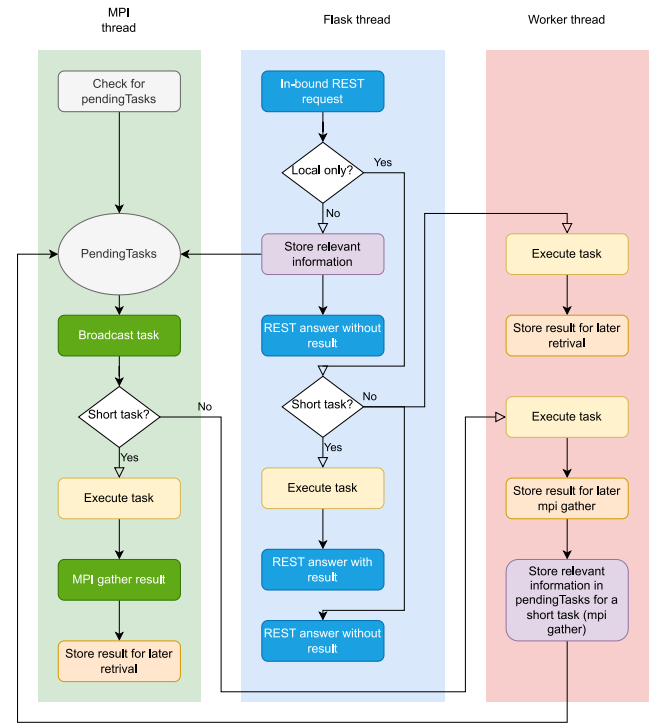 MPI
thread
Flask thread
Worker thread
Check for
pendingTasks
In-bound REST
request
Local only?
Yes
No
PendingTasks
Store relevant
information
Execute task
Broadcast task
REST answer without
result
Store result for later
retrival
Short task?
No
Yes
Short task?
No
Yes
Execute task
Execute task
Execute task
Store result for later
mpi gather
MPI gather result
REST answer with
result
Store relevant
information in
pendingTasks for a
short task (mpi
gather)
Store result for later
retrival
REST answer without
result